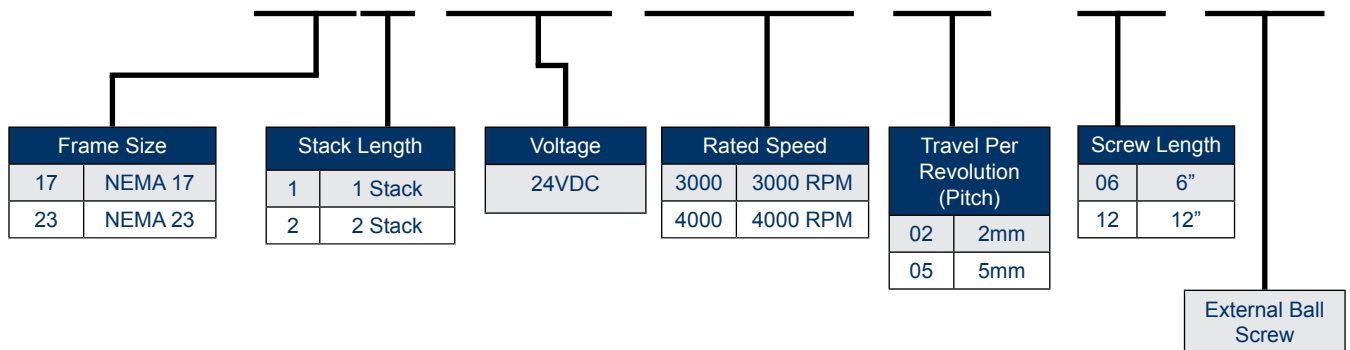 Frame Size
17 NEMA 17
23 NEMA 23
Stack Length
1 1 Stack
2 2 Stack
Voltage
24VDC
Rated Speed
3000 3000 RPM
4000 4000 RPM
Travel Per
Revolution
(Pitch)
02 2mm
05 5mm
Screw Length
06 6”
12 12”
External Ball
Screw